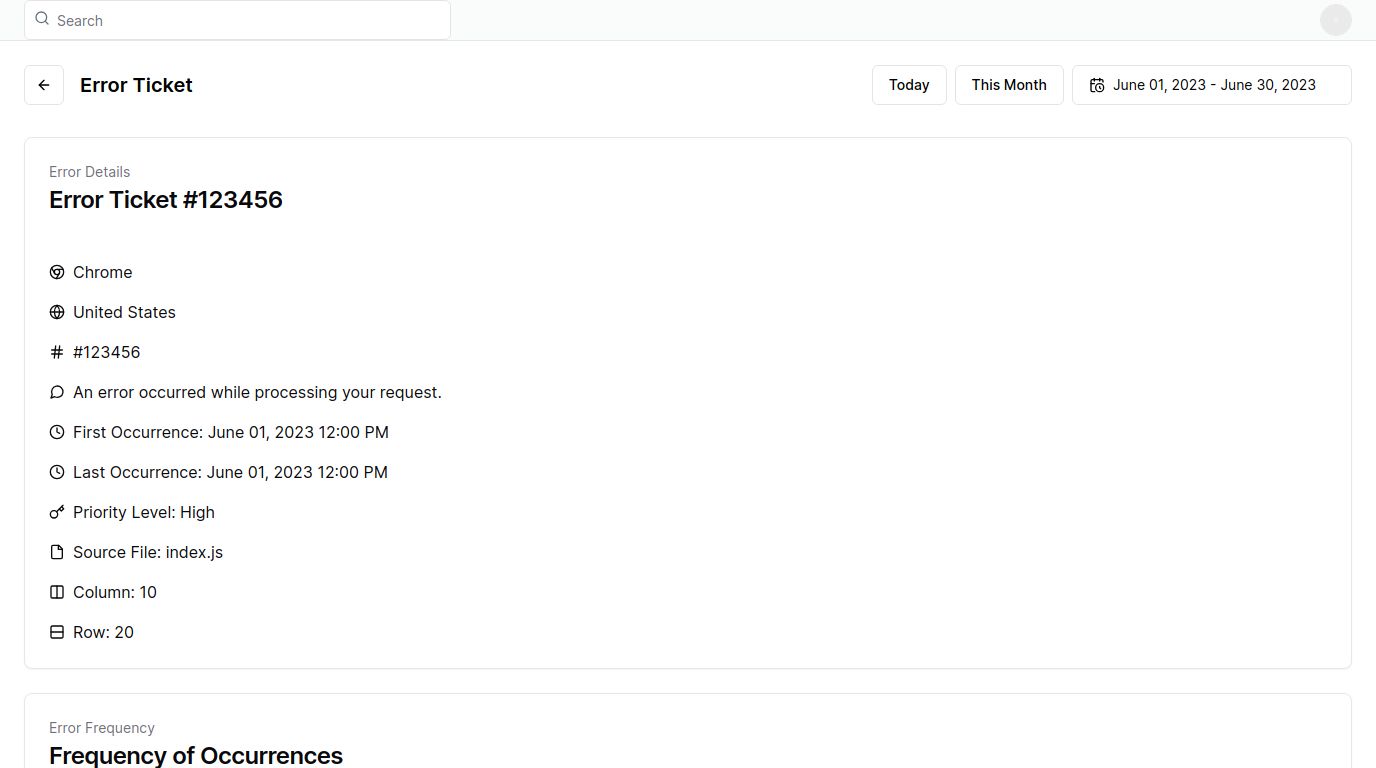 Search
Error Ticket
Today
This Month
June 01, 2023 - June 30, 2023
Error Details
Error Ticket #123456
Chrome
United States
#123456
An error occurred while processing your request.
First Occurrence: June 01, 2023 12:00 PM
Last Occurrence: June 01, 2023 12:00 PM
Priority Level: High
Source File: index.js
Column: 10
Row: 20
Error Frequency
Frequency of Occurrences